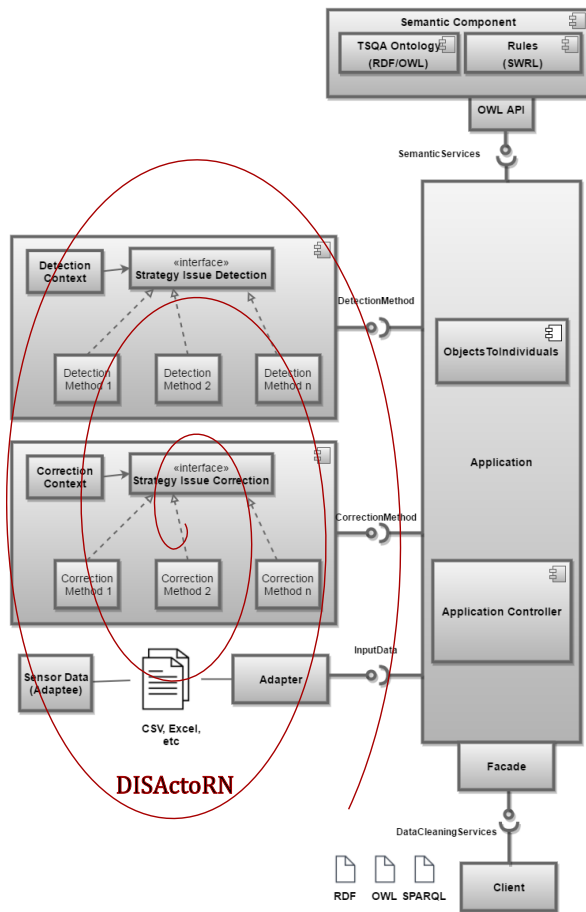 Semantic Component
TSQA Ontology
(RDF/OWL)
Rules
(SWRL)
OWL API
SemanticServices
Detection
Context
«interface»
Strategy Issue Detection
Detection
Method 1
Detection
Method 2
Detection
Method n
DetectionMethod
ObjectsToIndividuals
Application
Correction
Context
«interface»
Strategy Issue Correction
Correction
Method 1
Correction
Method 2
Correction
Method n
CorrectionMethod
Application Controller
Sensor Data
(Adaptee)
CSV, Excel,
etc
Adapter
InputData
DISActoRN
Facade
DataCleaningServices
RDF
OWL
SPARQL
Client